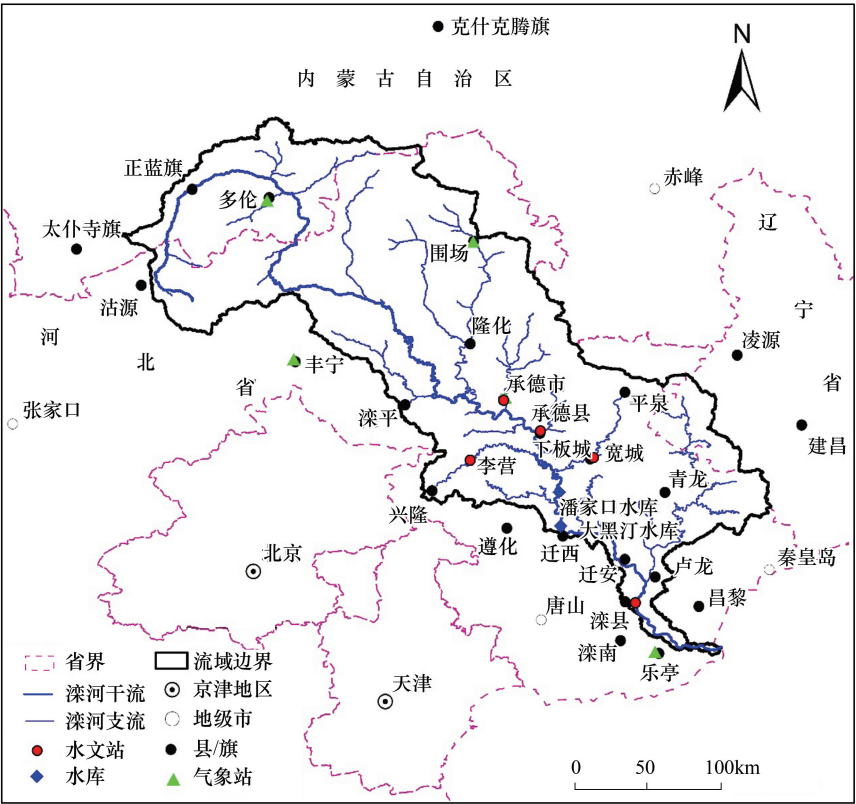 克什克腾旗
内蒙古自治区
N
正蓝旗
赤峰
多伦
辽
太仆寺旗
围场
沽源
宁
河
隆化
凌源
北
丰宁
省
省
承德市
张家口
滦平
承德县
平泉
建昌
下板城
宽城
李营
青龙
兴隆
潘家口水库
大黑汀水库
遵化
迁西
北京
秦皇岛
迁安
卢龙
唐山
昌黎
滦县
滦南
乐亭
天津
省界
流域边界
滦河干流
京津地区
滦河支流
地级市
水文站
县/旗
水库
气象站
0 50 100km